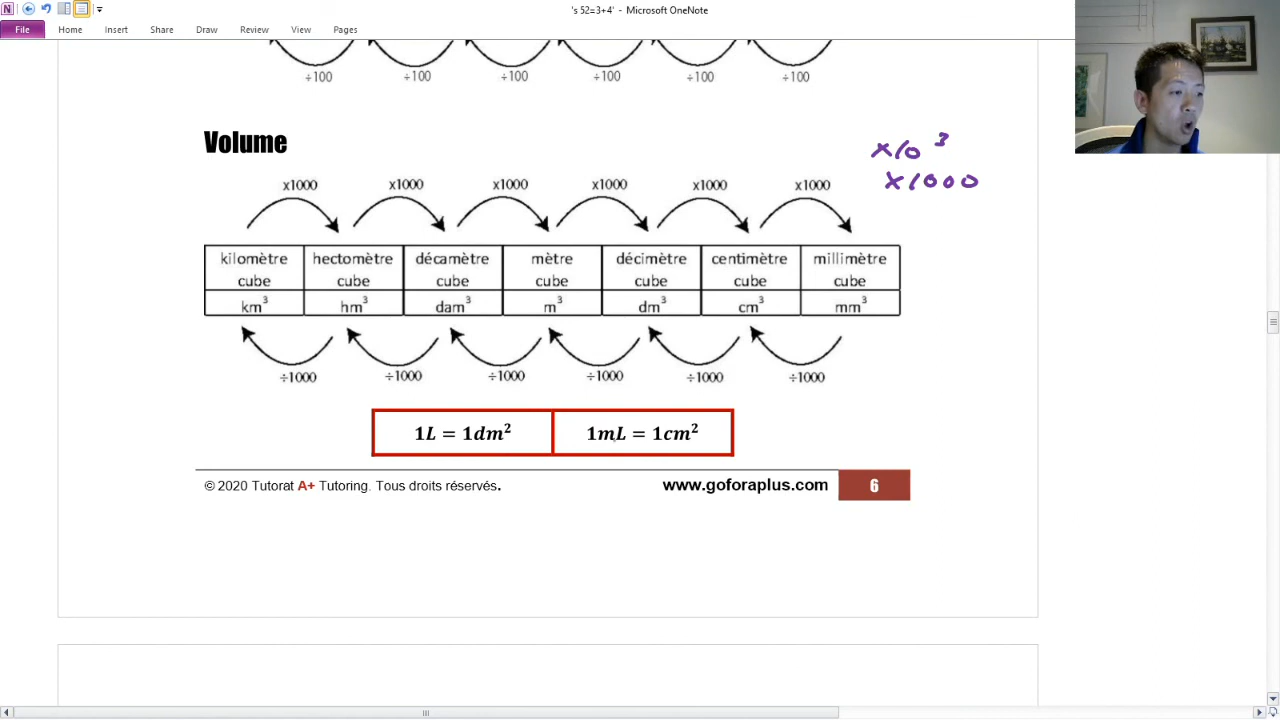 's 52=3+4' - Microsoft OneNote
File Home Insert Share Draw Review View Pages
÷100 ÷100 ÷100 ÷100 ÷100 ÷100
Volume
x10³
x1000
x1000 x1000 x1000 x1000 x1000 x1000
kilomètre cube hectomètre cube décamètre cube mètre cube décimètre cube centimètre cube millimètre cube
km³ hm³ dam³ m³ dm³ cm³ mm³
÷1000 ÷1000 ÷1000 ÷1000 ÷1000 ÷1000
1L = 1dm² 1mL = 1cm²
© 2020 Tutorat A+ Tutoring. Tous droits réservés. www.goforaplus.com 6